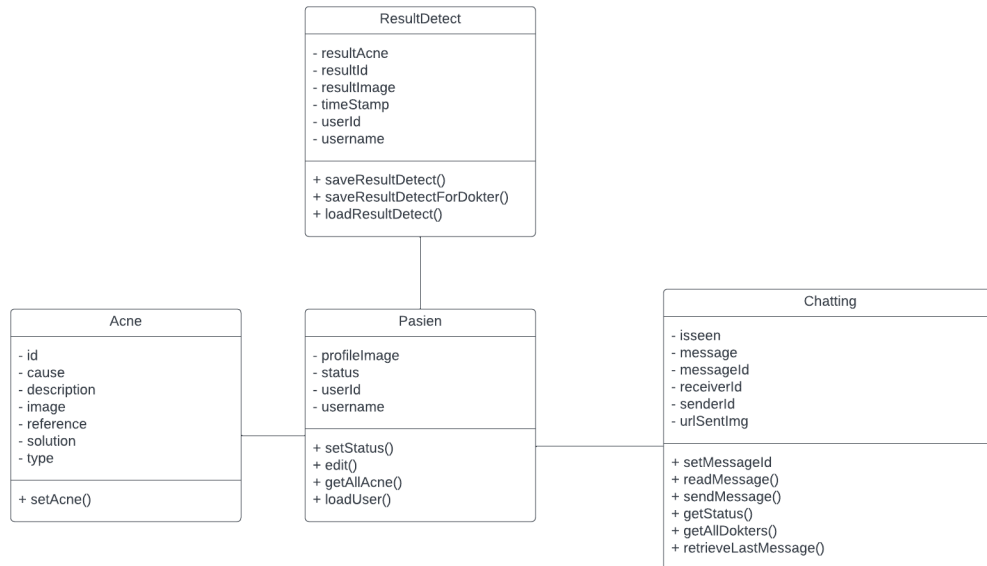 ResultDetect
- resultAcne
- resultId
- resultImage
- timeStamp
- userId
- username
+ saveResultDetect()
+ saveResultDetectForDokter()
+ loadResultDetect()
Acne
- id
- cause
- description
- image
- reference
- solution
- type
+ setAcne()
Pasien
- profileImage
- status
- userId
- username
+ setStatus()
+ edit()
+ getAllAcne()
+ loadUser()
Chatting
- isseen
- message
- messageId
- receiverId
- senderId
- urlSentImg
+ setMessageId
+ readMessage()
+ sendMessage()
+ getStatus()
+ getAllDokters()
+ retrieveLastMessage()